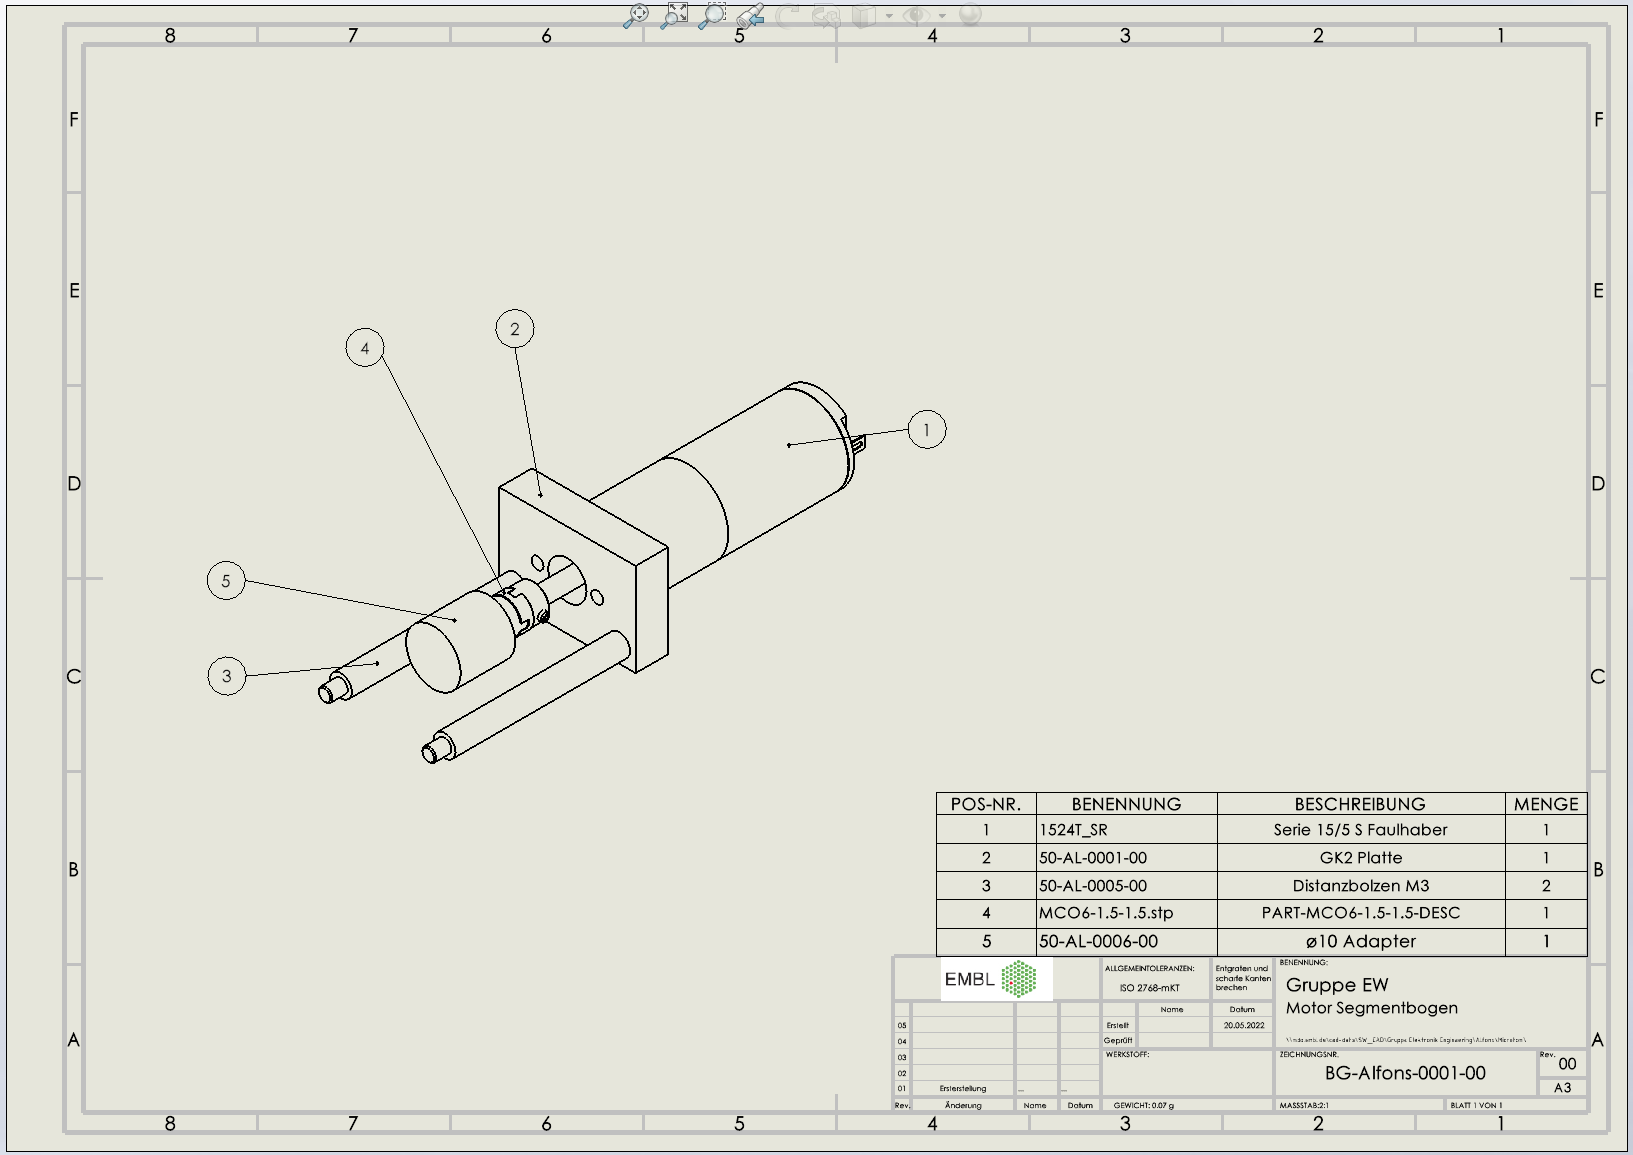 8 7 6 5 4 3 2 1
F F
E E
D D
C C
B B
A A
4
2
1
5
3
POS-NR. BENENNUNG BESCHREIBUNG MENGE
1 1524T_SR Serie 15/5 S Faulhaber 1
2 50-AL-0001-00 GK2 Platte 1
3 50-AL-0005-00 Distanzbolzen M3 2
4 MCO6-1.5-1.5.stp PART-MCO6-1.5-1.5-DESC 1
5 50-AL-0006-00 ⌀10 Adapter 1
EMBL
ALLGEMEINTOLERANZEN:
ISO 2768-mKT
Entgraten und
scharfe Kanten
brechen
BENENNUNG:
Gruppe EW
Motor Segmentbogen
Name Datum
Erstellt 20.05.2022
Geprüft
WERKSTOFF:
ZEICHNUNGSNR.
BG-Alfons-0001-00
Rev. 00
A3
05
04
03
02
01 Ersterstellung _ _
Rev. Änderung Name Datum
GEWICHT: 0.07 g
MASSSTAB:2:1
BLATT 1 VON 1
8 7 6 5 4 3 2 1